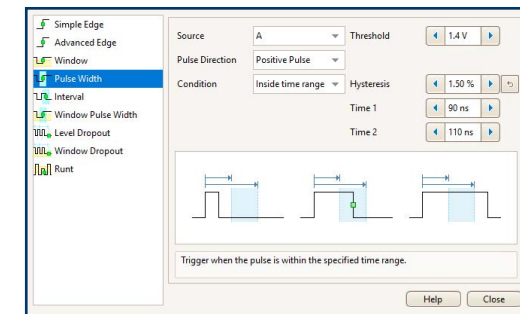 Simple Edge
Advanced Edge
Window
Pulse Width
Interval
Window Pulse Width
Level Dropout
Window Dropout
Runt
Source A Threshold 1.4 V
Pulse Direction Positive Pulse
Condition Inside time range Hysteresis 1.50 %
Time 1 90 ns
Time 2 110 ns
Trigger when the pulse is within the specified time range.
Help Close